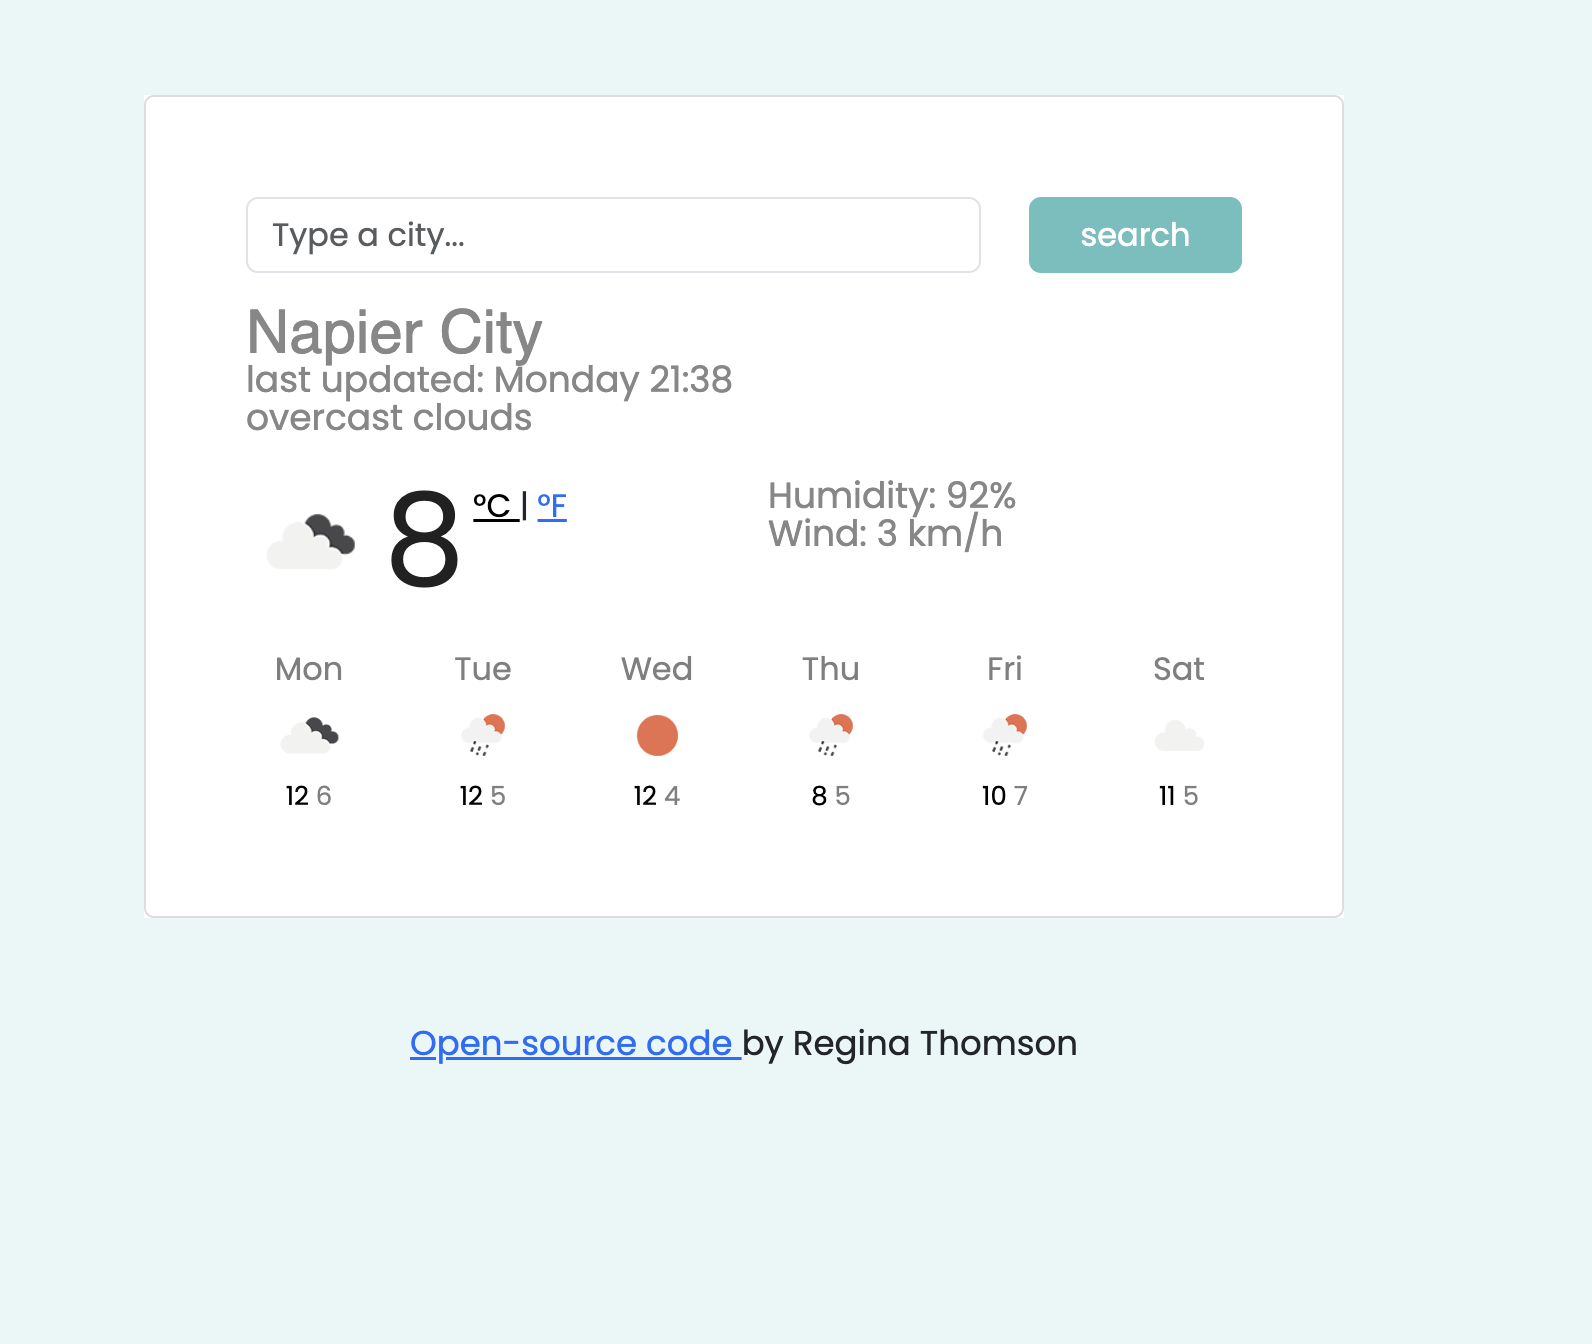 Type a city...
search
Napier City
last updated: Monday 21:38
overcast clouds
8 °C | °F
Humidity: 92%
Wind: 3 km/h
Mon Tue Wed Thu Fri Sat
12 6 12 5 12 4 8 5 10 7 11 5
Open-source code by Regina Thomson